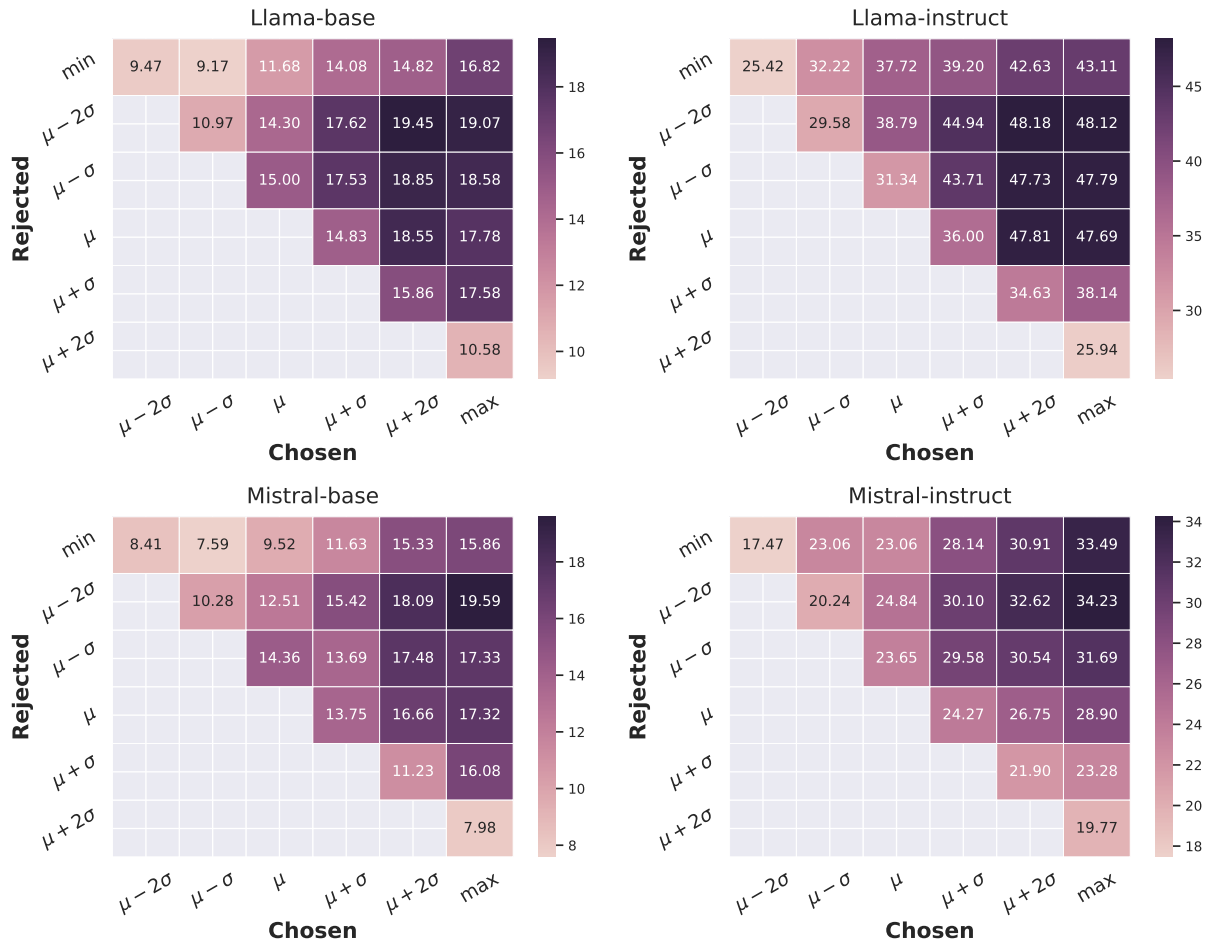 Llama-base
min 9.47 9.17 11.68 14.08 14.82 16.82
μ − 2σ 10.97 14.30 17.62 19.45 19.07
μ − σ 15.00 17.53 18.85 18.58
μ 14.83 18.55 17.78
μ + σ 15.86 17.58
μ + 2σ 10.58
Rejected
μ − 2σ μ − σ μ μ + σ μ + 2σ max
Chosen
18
16
14
12
10
Llama-instruct
min 25.42 32.22 37.72 39.20 42.63 43.11
μ − 2σ 29.58 38.79 44.94 48.18 48.12
μ − σ 31.34 43.71 47.73 47.79
μ 36.00 47.81 47.69
μ + σ 34.63 38.14
μ + 2σ 25.94
Rejected
μ − 2σ μ − σ μ μ + σ μ + 2σ max
Chosen
45
40
35
30
Mistral-base
min 8.41 7.59 9.52 11.63 15.33 15.86
μ − 2σ 10.28 12.51 15.42 18.09 19.59
μ − σ 14.36 13.69 17.48 17.33
μ 13.75 16.66 17.32
μ + σ 11.23 16.08
μ + 2σ 7.98
Rejected
μ − 2σ μ − σ μ μ + σ μ + 2σ max
Chosen
18
16
14
12
10
8
Mistral-instruct
min 17.47 23.06 23.06 28.14 30.91 33.49
μ − 2σ 20.24 24.84 30.10 32.62 34.23
μ − σ 23.65 29.58 30.54 31.69
μ 24.27 26.75 28.90
μ + σ 21.90 23.28
μ + 2σ 19.77
Rejected
μ − 2σ μ − σ μ μ + σ μ + 2σ max
Chosen
34
32
30
28
26
24
22
20
18